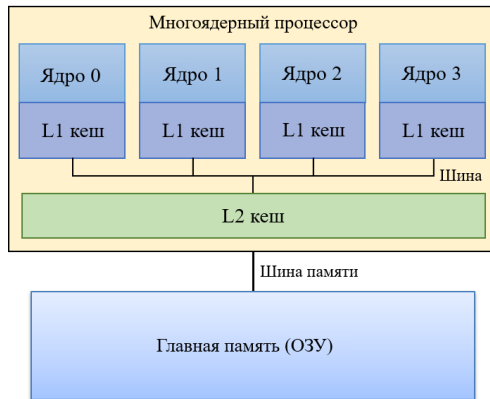 Многоядерный процессор
Ядро 0 Ядро 1 Ядро 2 Ядро 3
L1 кеш L1 кеш L1 кеш L1 кеш
Шина
L2 кеш
Шина памяти
Главная память (ОЗУ)